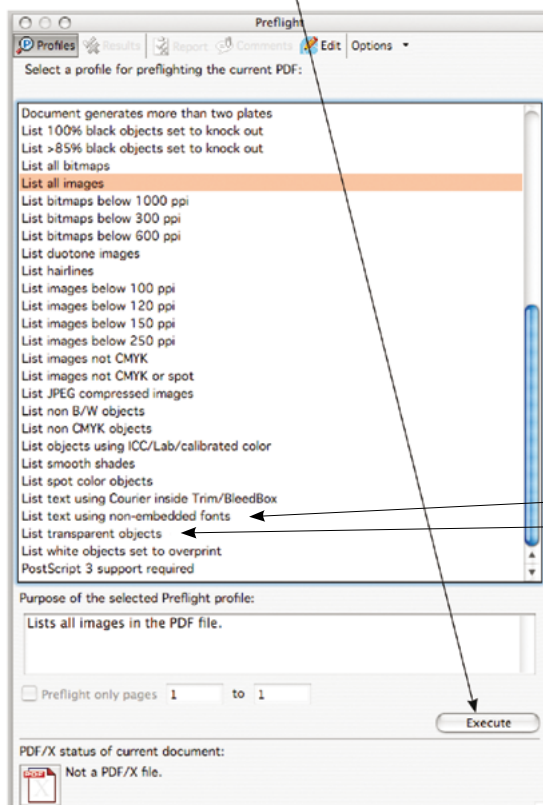 Preflight
Profiles Results Report Comments Edit Options
Select a profile for preflighting the current PDF:
Document generates more than two plates
List 100% black objects set to knock out
List >85% black objects set to knock out
List all bitmaps
List all images
List bitmaps below 1000 ppi
List bitmaps below 300 ppi
List bitmaps below 600 ppi
List duotone images
List hairlines
List images below 100 ppi
List images below 120 ppi
List images below 150 ppi
List images below 250 ppi
List images not CMYK
List images not CMYK or spot
List JPEG compressed images
List non B/W objects
List non CMYK objects
List objects using ICC/Lab/calibrated color
List smooth shades
List spot color objects
List text using Courier inside Trim/BleedBox
List text using non-embedded fonts
List transparent objects
List white objects set to overprint
PostScript 3 support required
Purpose of the selected Preflight profile:
Lists all images in the PDF file.
Preflight only pages 1 to 1
Execute
PDF/X status of current document:
PDF
Not a PDF/X file.